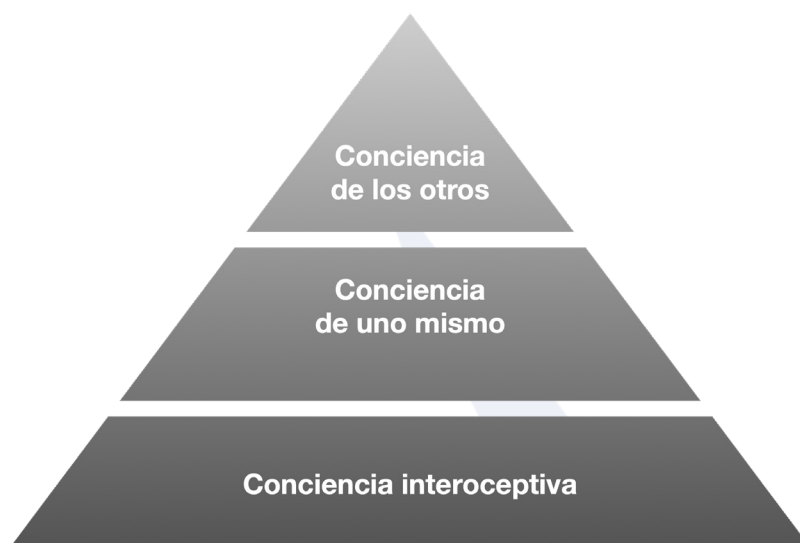 Conciencia
de los otros
Conciencia
de uno mismo
Conciencia interoceptiva